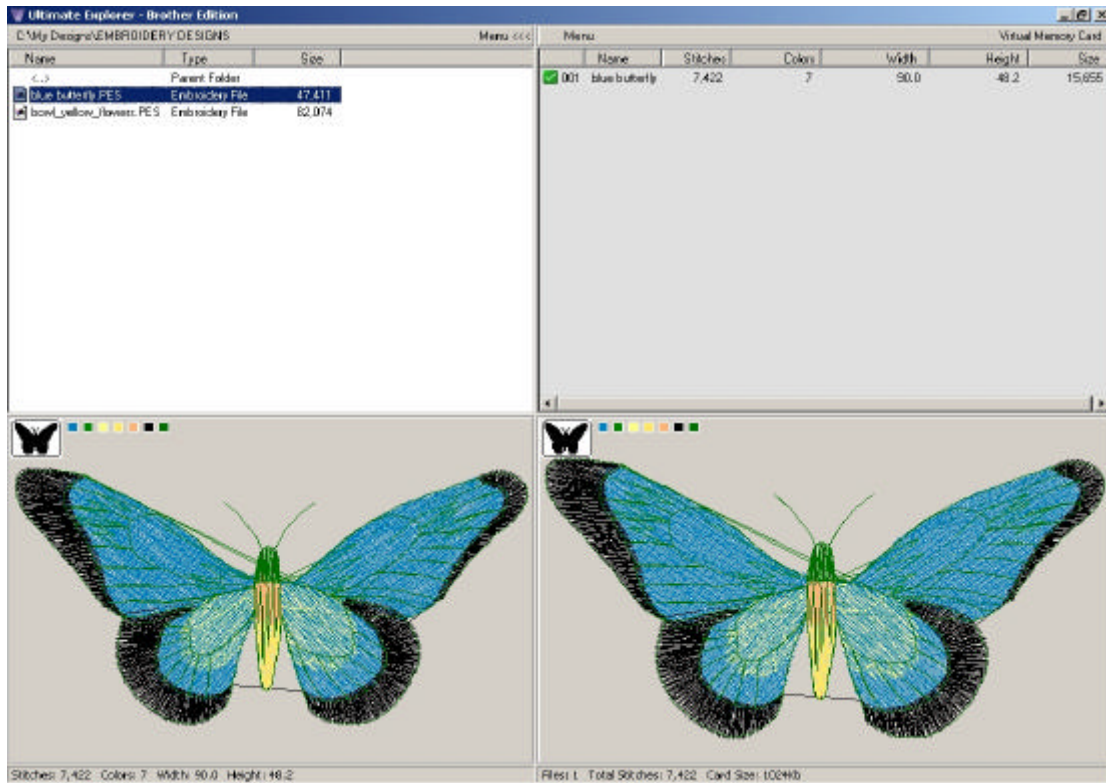 Ultimate Explorer - Brother Edition
C:\My Designs\EMBROIDERY DESIGNS Menu <<<
Name Type Size
<..> Parent Folder
blue butterfly.PES Embroidery File 47,411
bowl_yellow_flowers.PES Embroidery File 82,074
Stitches: 7,422 Colors: 7 Width: 90.0 Height: 48.2
Menu Virtual Memory Card
Name Stitches Colors Width Height Size
001 blue butterfly 7,422 7 90.0 48.2 15,655
Files: 1 Total Stitches: 7,422 Card Size: 1024kb